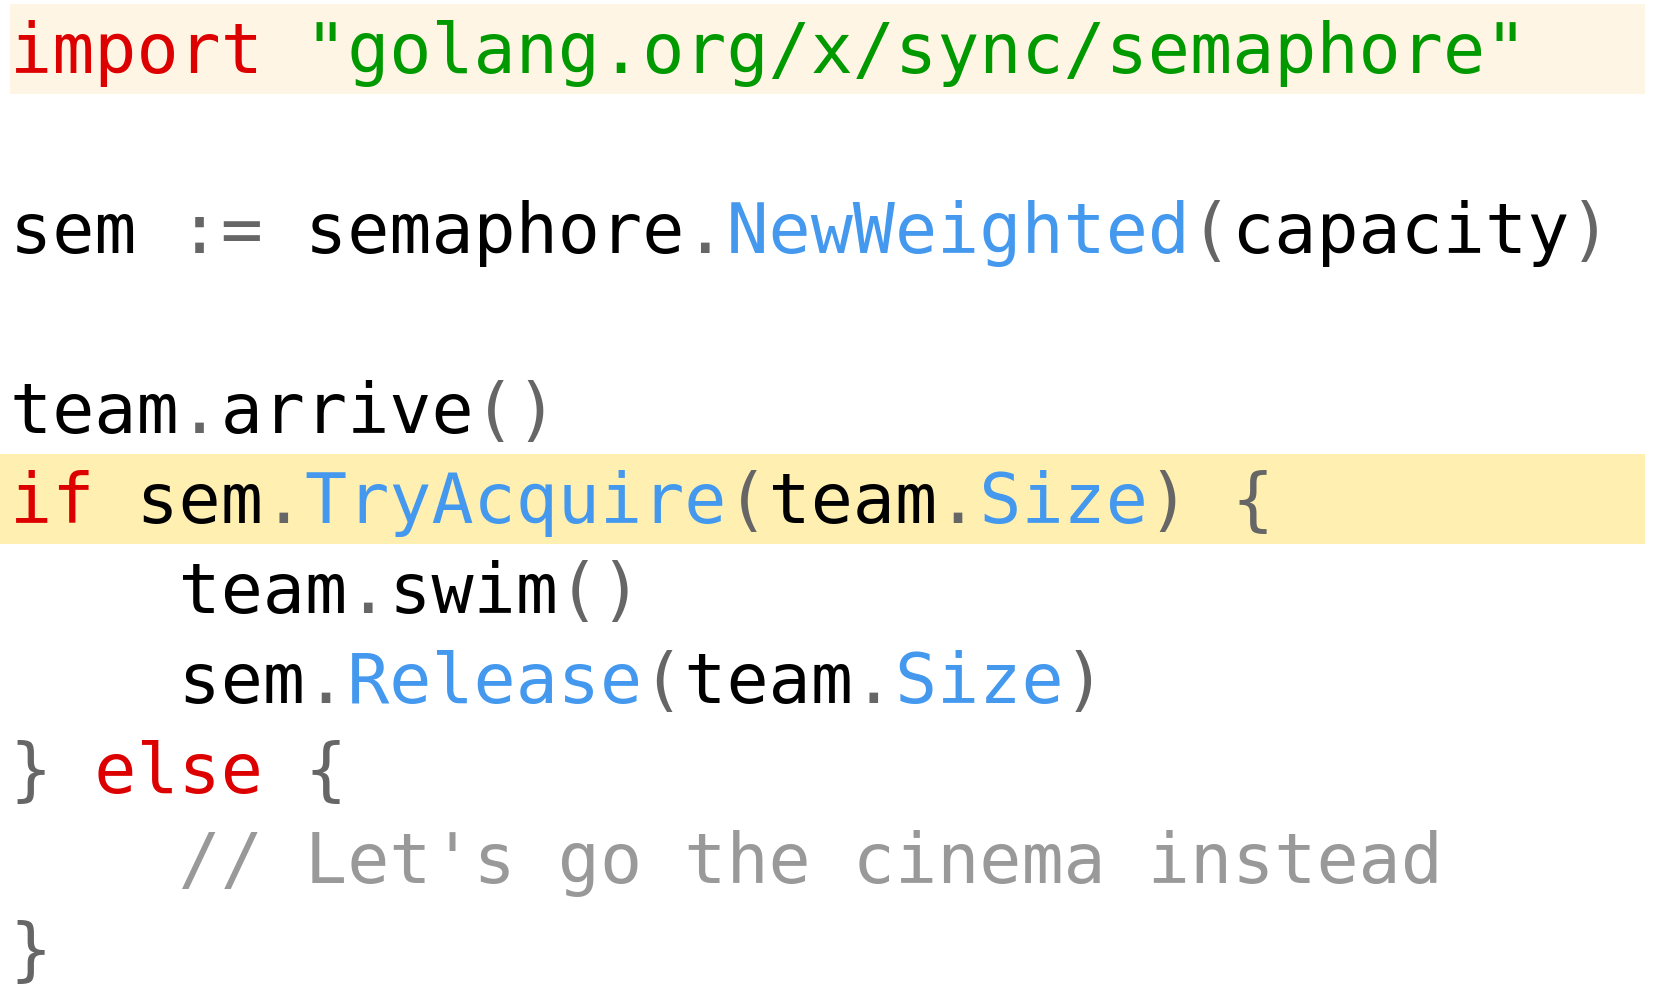 import "golang.org/x/sync/semaphore"

sem := semaphore.NewWeighted(capacity)

team.arrive()
if sem.TryAcquire(team.Size) {
    team.swim()
    sem.Release(team.Size)
} else {
    // Let's go the cinema instead
}